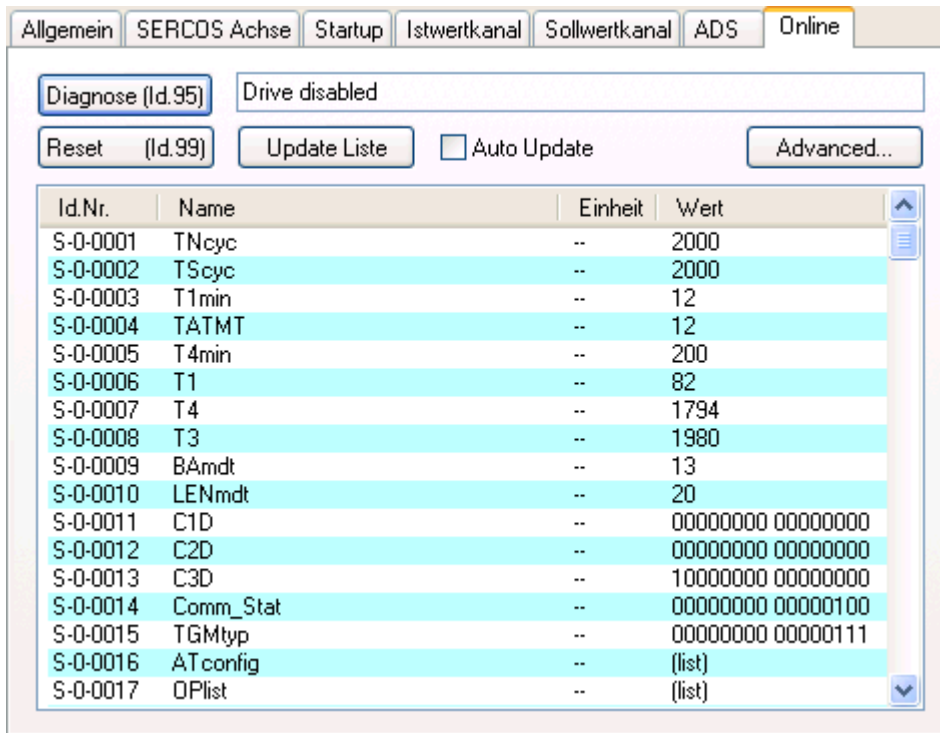 Allgemein SERCOS Achse Startup Istwertkanal Sollwertkanal ADS Online
Diagnose (Id.95) Drive disabled
Reset (Id.99) Update Liste Auto Update Advanced...
Id.Nr. Name Einheit Wert
S-0-0001 TNcyc -- 2000
S-0-0002 TScyc -- 2000
S-0-0003 T1min -- 12
S-0-0004 TATMT -- 12
S-0-0005 T4min -- 200
S-0-0006 T1 -- 82
S-0-0007 T4 -- 1794
S-0-0008 T3 -- 1980
S-0-0009 BAmdt -- 13
S-0-0010 LENmdt -- 20
S-0-0011 C1D -- 00000000 00000000
S-0-0012 C2D -- 00000000 00000000
S-0-0013 C3D -- 10000000 00000000
S-0-0014 Comm_Stat -- 00000000 00000100
S-0-0015 TGMtyp -- 00000000 00000111
S-0-0016 ATconfig -- (list)
S-0-0017 OPlist -- (list)